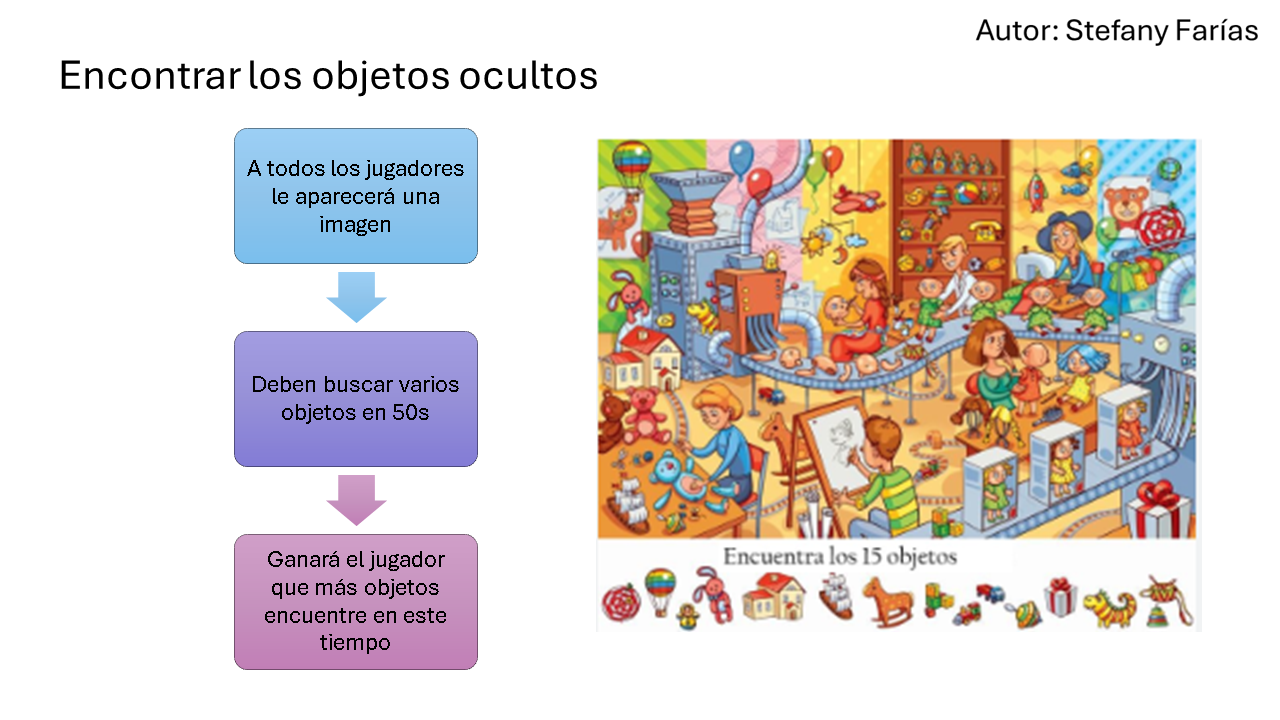 Autor: Stefany Farías
Encontrar los objetos ocultos
A todos los jugadores
le aparecerá una
imagen
Deben buscar varios
objetos en 50s
Ganará el jugador
que más objetos
encuentre en este
tiempo
Encuentra los 15 objetos